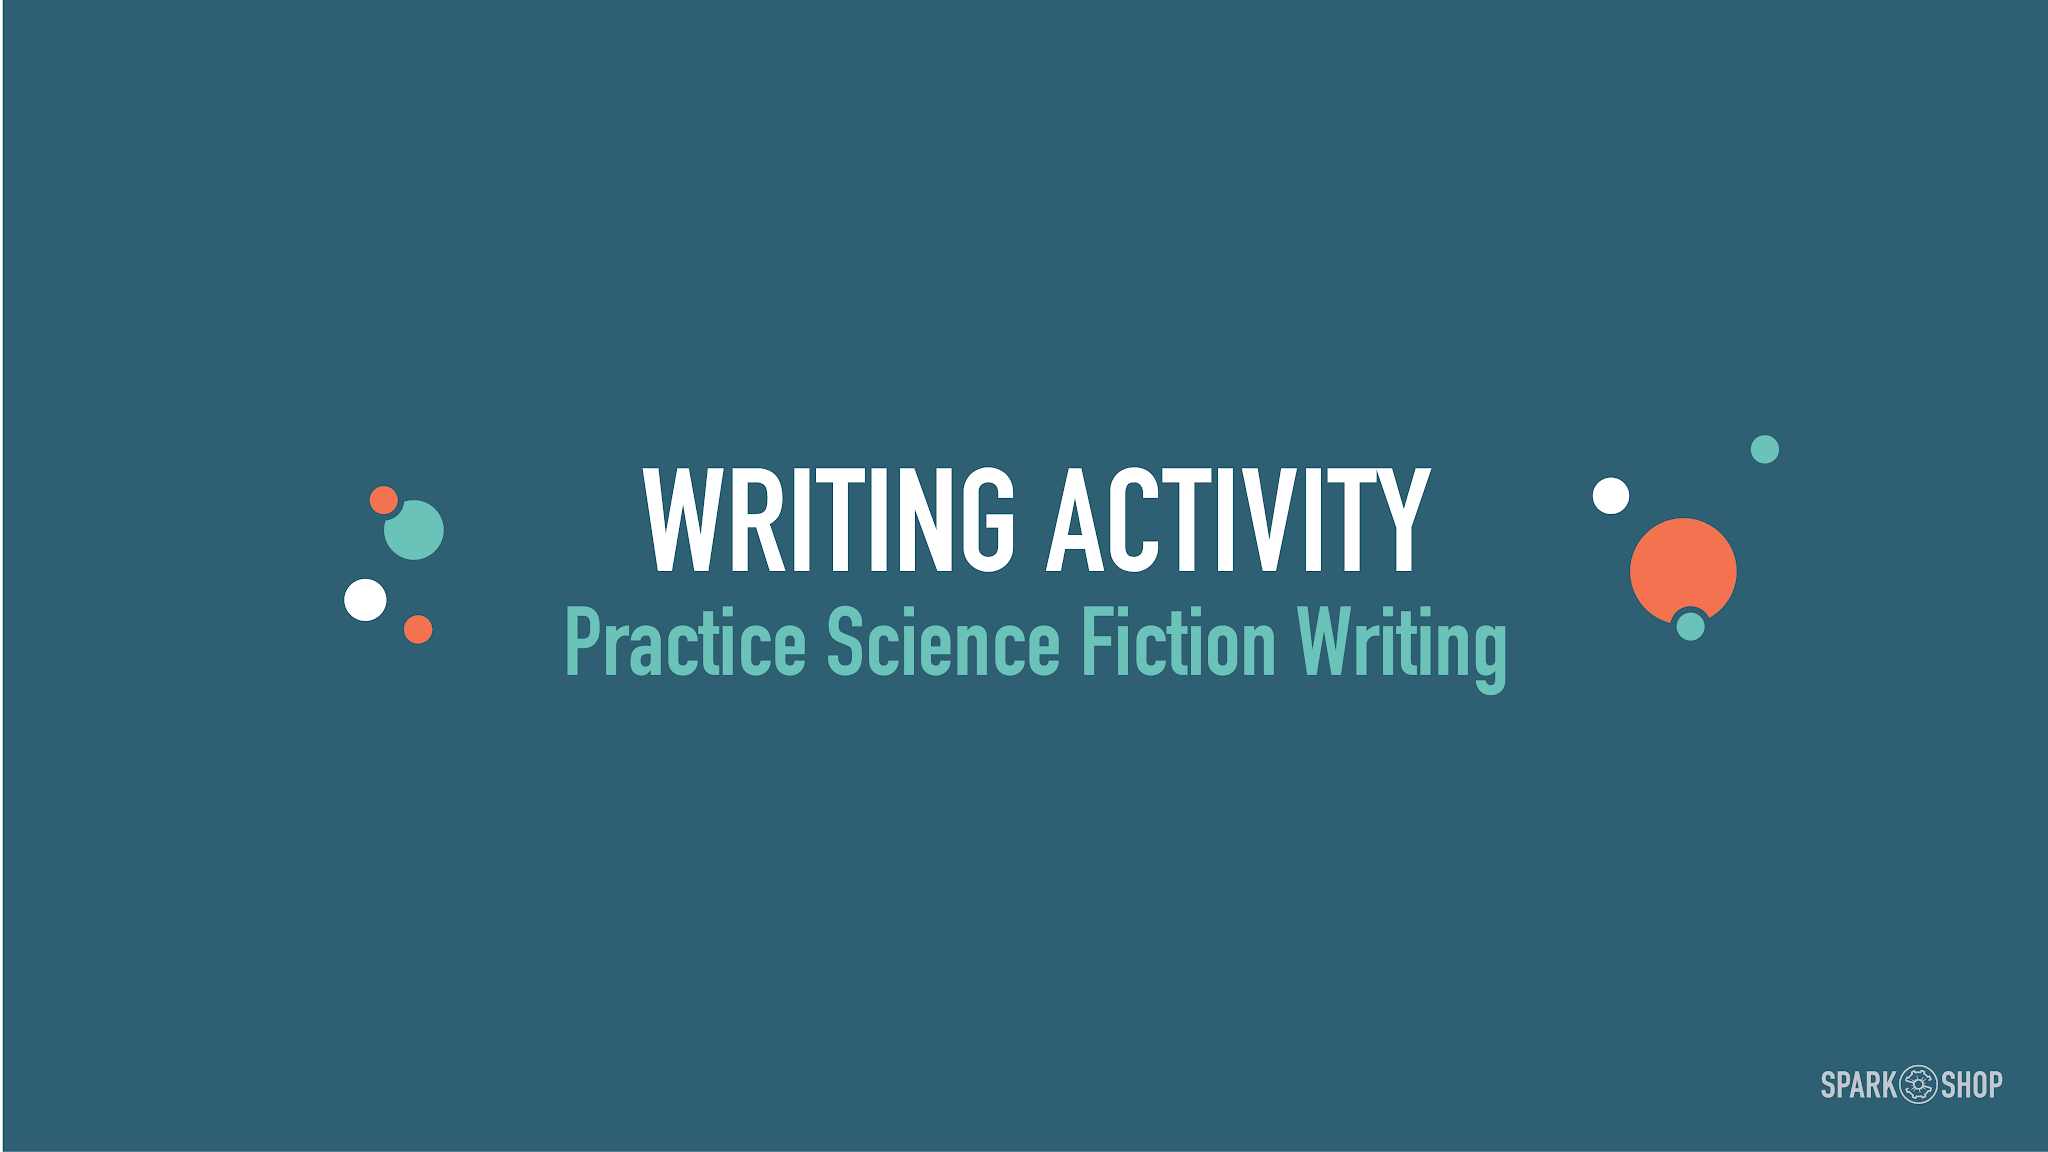 WRITING ACTIVITY
Practice Science Fiction Writing
SPARK SHOP